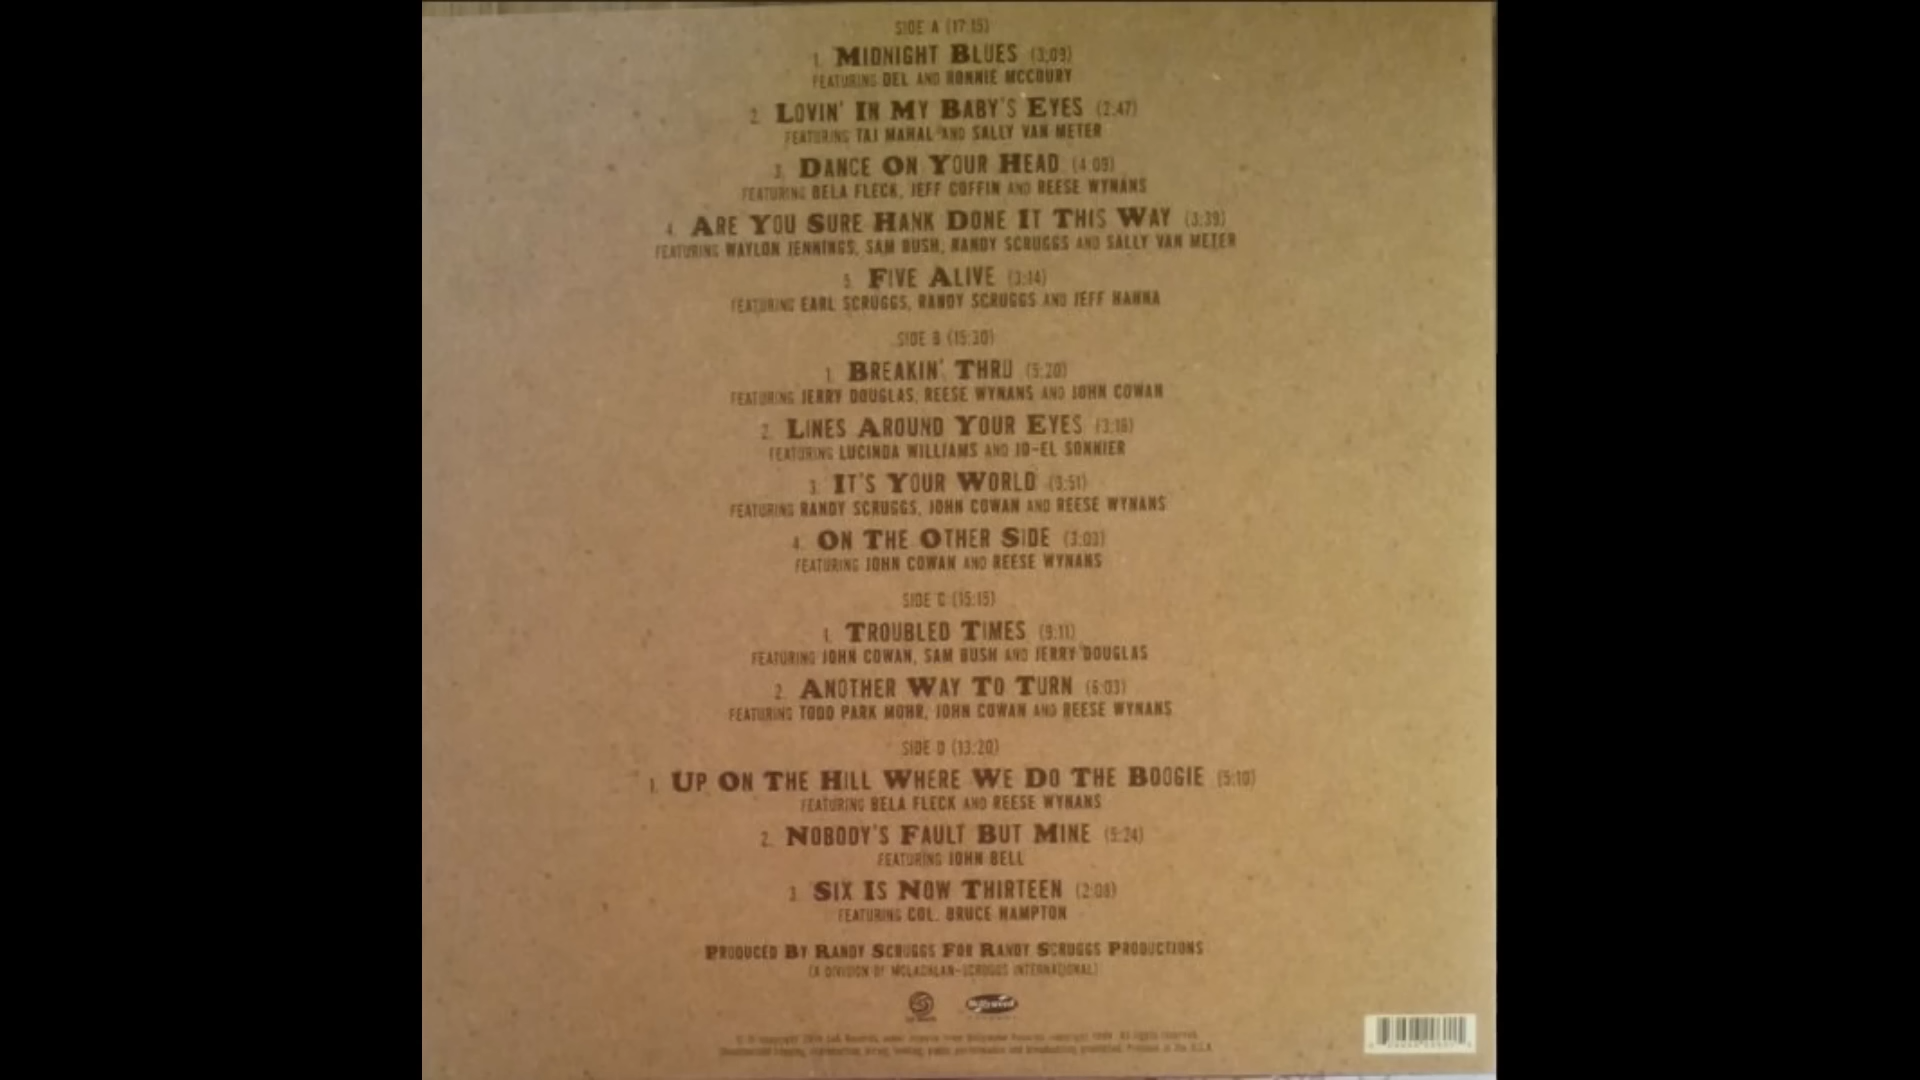 SIDE A (17:15)
1. MIDNIGHT BLUES (3:09)
FEATURING DEL AND RONNIE MCCOURY
2. LOVIN' IN MY BABY'S EYES (2:47)
FEATURING TAJ MAHAL AND SALLY VAN METER
3. DANCE ON YOUR HEAD (4:09)
FEATURING BELA FLECK, JEFF COFFIN AND REESE WYNANS
4. ARE YOU SURE HANK DONE IT THIS WAY (3:39)
FEATURING WAYLON JENNINGS, SAM BUSH, RANDY SCRUGGS AND SALLY VAN METER
5. FIVE ALIVE (3:14)
FEATURING EARL SCRUGGS, RANDY SCRUGGS AND JEFF HANNA
SIDE B (15:30)
1. BREAKIN' THRU (5:20)
FEATURING JERRY DOUGLAS, REESE WYNANS AND JOHN COWAN
2. LINES AROUND YOUR EYES (3:16)
FEATURING LUCINDA WILLIAMS AND JO-EL SONNIER
3. IT'S YOUR WORLD (3:51)
FEATURING RANDY SCRUGGS, JOHN COWAN AND REESE WYNANS
4. ON THE OTHER SIDE (3:03)
FEATURING JOHN COWAN AND REESE WYNANS
SIDE C (15:15)
1. TROUBLED TIMES (9:11)
FEATURING JOHN COWAN, SAM BUSH AND JERRY DOUGLAS
2. ANOTHER WAY TO TURN (6:03)
FEATURING TODD PARK MOHR, JOHN COWAN AND REESE WYNANS
SIDE D (13:20)
1. UP ON THE HILL WHERE WE DO THE BOOGIE (5:10)
FEATURING BELA FLECK AND REESE WYNANS
2. NOBODY'S FAULT BUT MINE (5:24)
FEATURING JOHN BELL
3. SIX IS NOW THIRTEEN (2:08)
FEATURING COL. BRUCE HAMPTON
PRODUCED BY RANDY SCRUGGS FOR RANDY SCRUGGS PRODUCTIONS
(A DIVISION OF MCLACHLAN-SCRUGGS INTERNATIONAL)
Hollywood